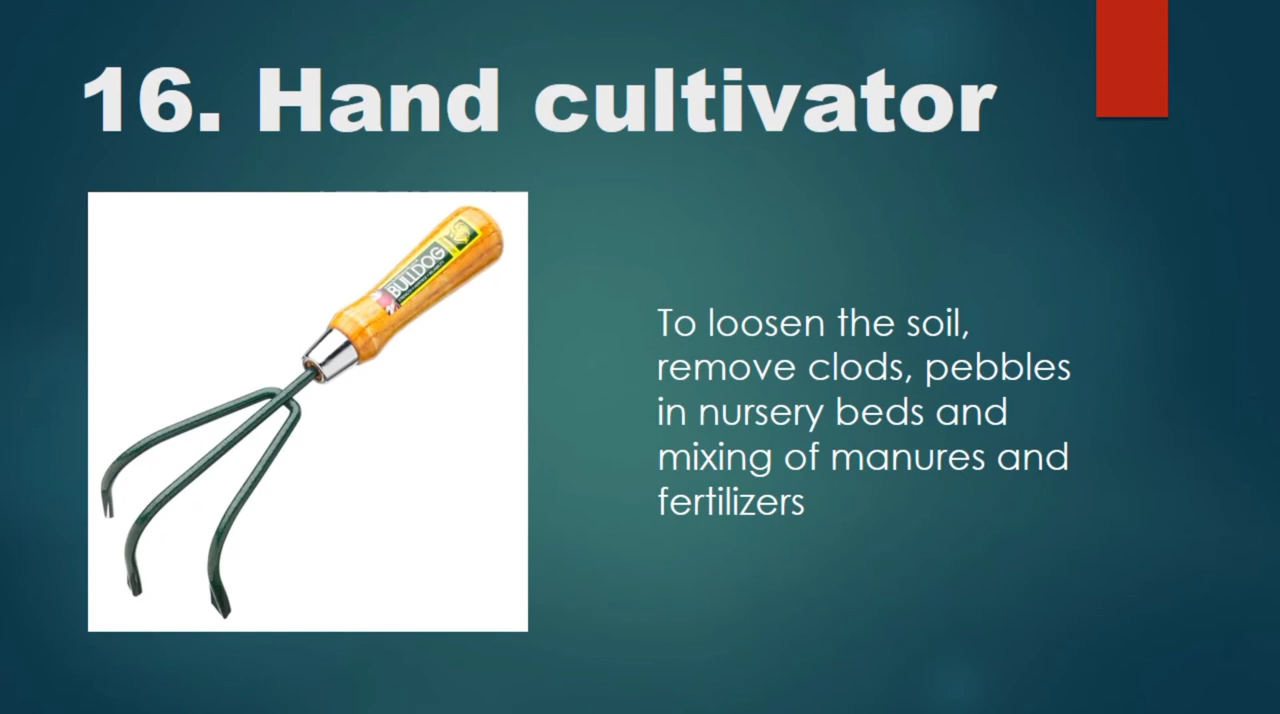 16. Hand cultivator
BULLDOG
To loosen the soil,
remove clods, pebbles
in nursery beds and
mixing of manures and
fertilizers